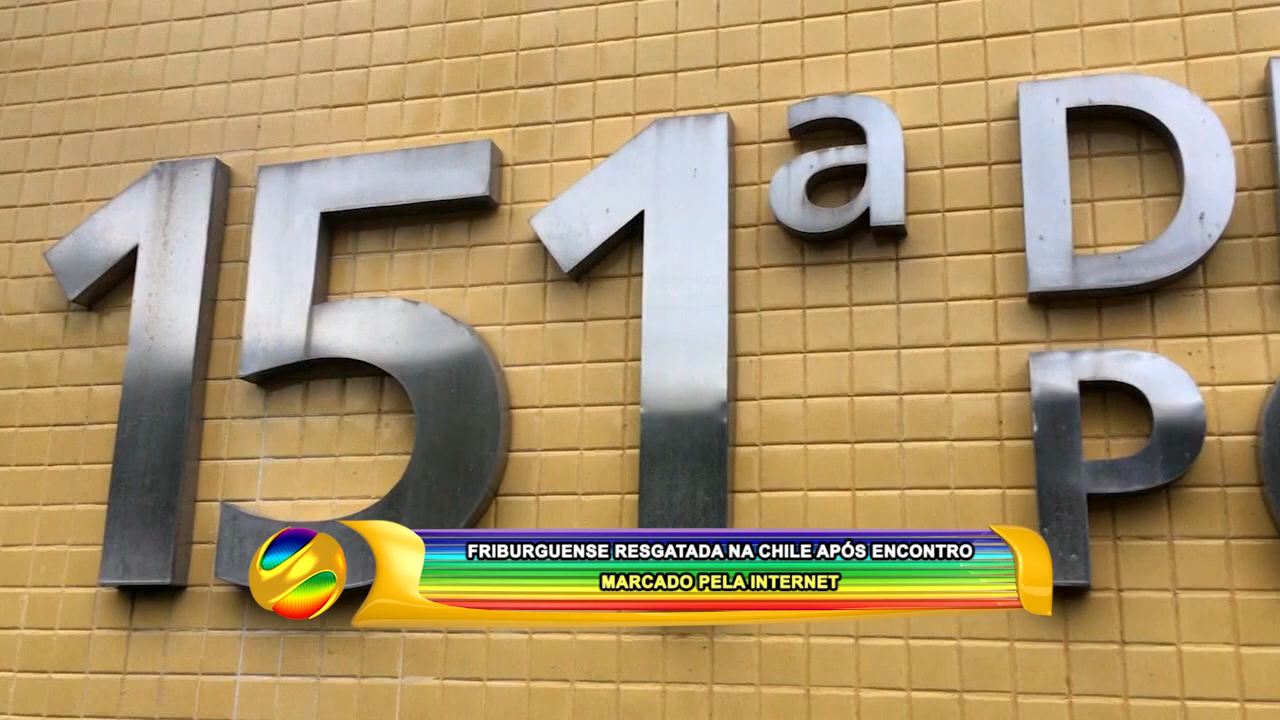 151ª D
P
FRIBURGUENSE RESGATADA NA CHILE APÓS ENCONTRO
MARCADO PELA INTERNET